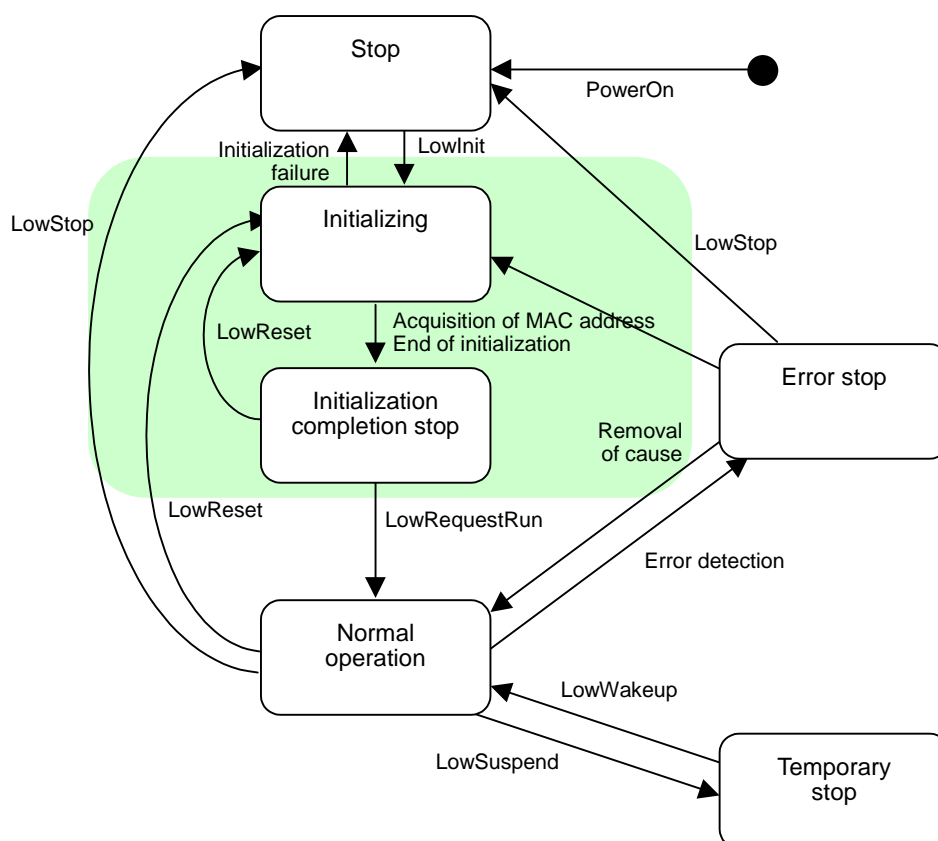 Stop
PowerOn
Initialization
failure
LowInit
LowStop
Initializing
LowStop
LowReset
Acquisition of MAC address
End of initialization
Error stop
Initialization
completion stop
Removal
of cause
LowReset
LowRequestRun
Error detection
Normal
operation
LowWakeup
LowSuspend
Temporary
stop